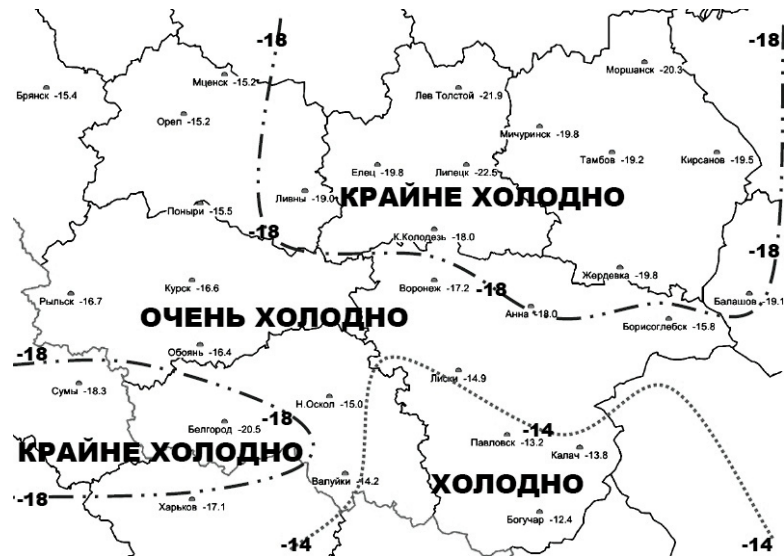 -18
-18
Моршанск -20.3
Мценск -15.2
Брянск -15.4
Лев Толстой -21.9
Орел -15.2
Мичуринск -19.8
Тамбов -19.2
Кирсанов -19.5
Елец -19.8
Липецк -22.5
Ливны -19.0
КРАЙНЕ ХОЛОДНО
Поныри -15.5
-18
К.Колодезь -18.0
-18
Жердевка -19.8
Рыльск -16.7
Курск -16.6
Воронеж -17.2
-18
Балашов -19.1
Анна -18.0
ОЧЕНЬ ХОЛОДНО
Борисоглебск -15.8
-18
Обоянь -16.4
Сумы -18.3
Лиски -14.9
Н.Оскол -15.0
-18
Белгород -20.5
-14
Павловск -13.2
КРАЙНЕ ХОЛОДНО
Калач -13.8
Валуйки -14.2
ХОЛОДНО
-18
Харьков -17.1
Богучар -12.4
-14
-14